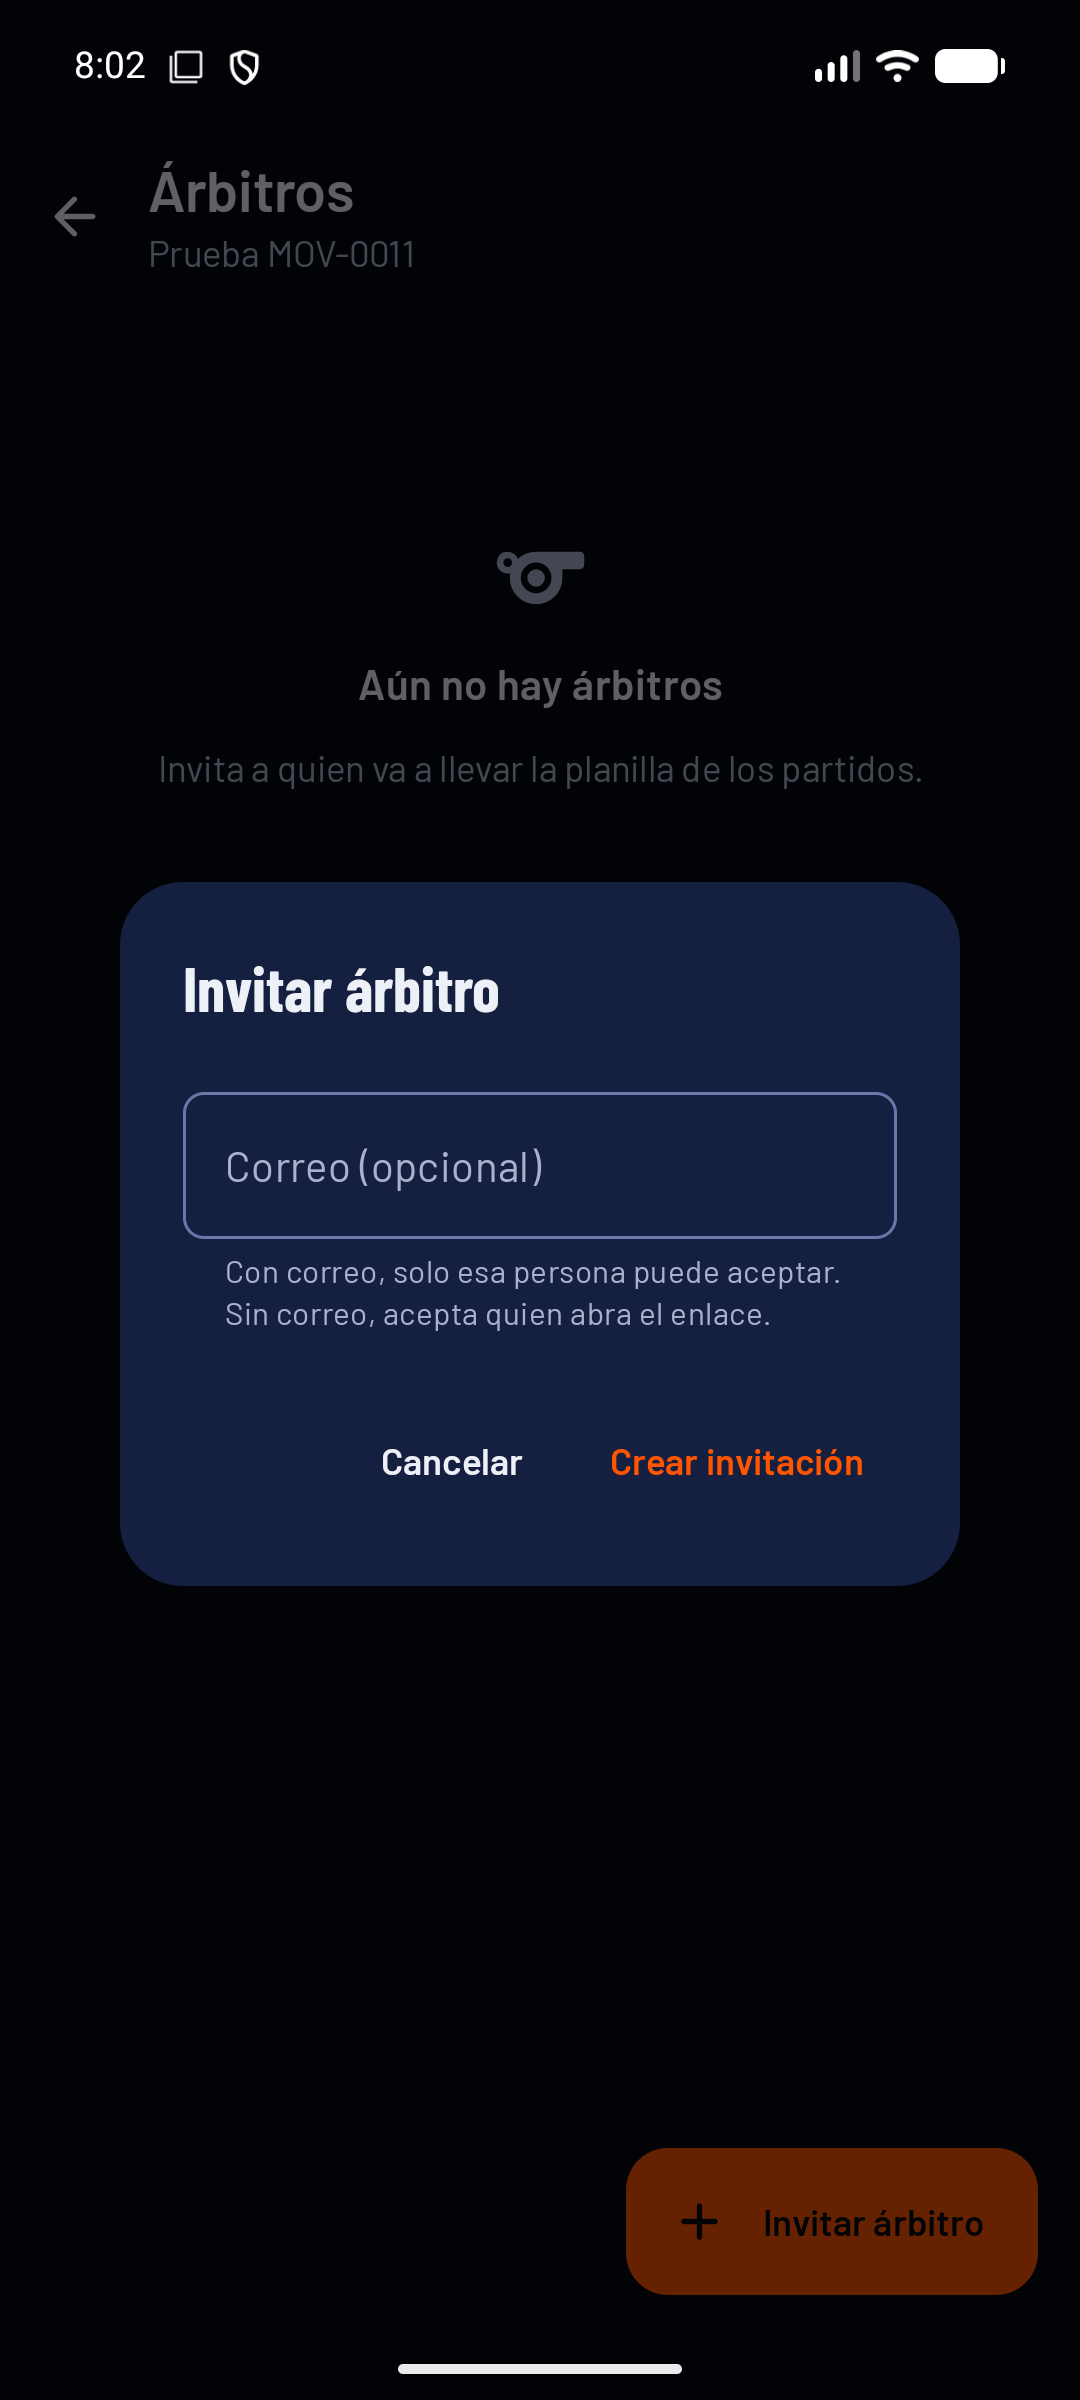 8:02
Árbitros
Prueba MOV-0011
Aún no hay árbitros
Invita a quien va a llevar la planilla de los partidos.
Invitar árbitro
Correo (opcional)
Con correo, solo esa persona puede aceptar.
Sin correo, acepta quien abra el enlace.
Cancelar
Crear invitación
Invitar árbitro